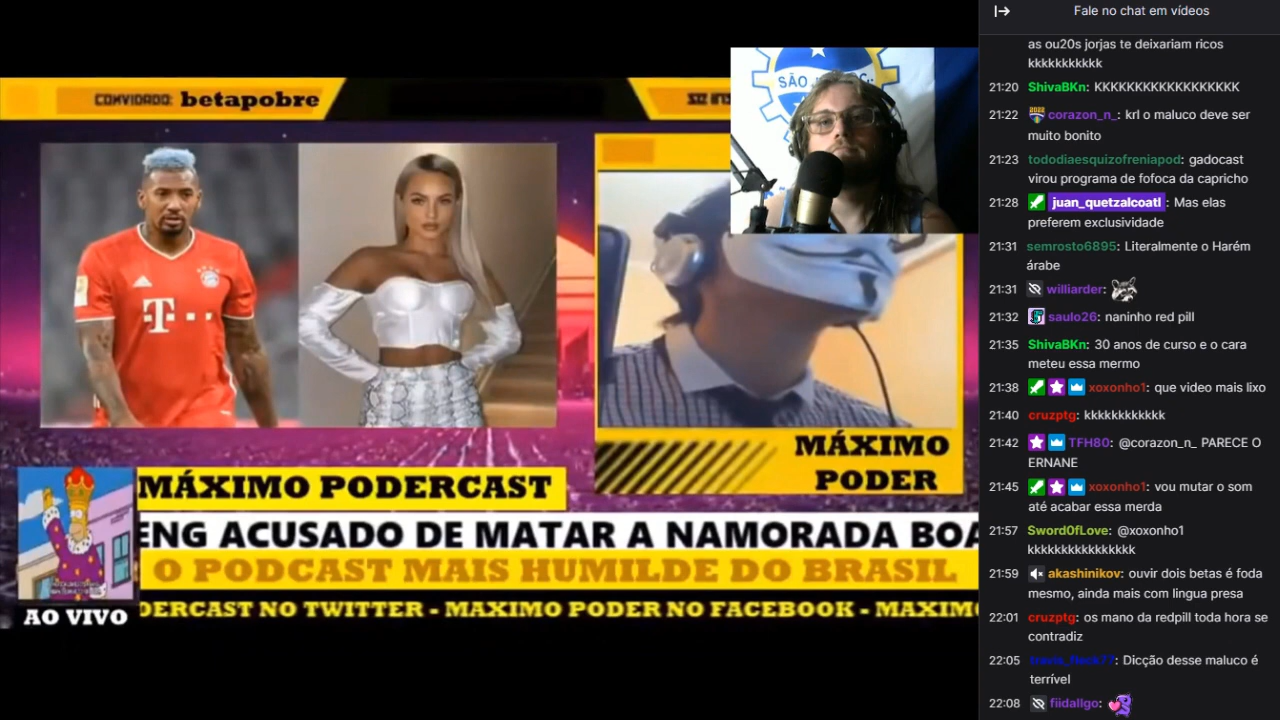 Fale no chat em vídeos
as ou20s jorjas te deixariam ricos
kkkkkkkkkkk
21:20 ShivaBKn: KKKKKKKKKKKKKKKKKK
21:22 corazon_n_: krl o maluco deve ser
muito bonito
21:23 tododiaesquizofreniapod: gadocast
virou programa de fofoca da capricho
21:28 juan_quetzalcoatl: Mas elas
preferem exclusividade
21:31 semrosto6895: Literalmente o Harém
árabe
21:31 williarder:
21:32 saulo26: naninho red pill
21:35 ShivaBKn: 30 anos de curso e o cara
meteu essa mermo
21:38 xoxonho1: que video mais lixo
21:40 cruzptg: kkkkkkkkkkkk
21:42 TFH80: @corazon_n_ PARECE O
ERNANE
21:45 xoxonho1: vou mutar o som
até acabar essa merda
21:57 Sword0fLove: @xoxonho1
kkkkkkkkkkkkkkk
21:59 akashinikov: ouvir dois betas é foda
mesmo, ainda mais com lingua presa
22:01 cruzptg: os mano da redpill toda hora se
contradiz
22:05 travis_fleck77: Dicção desse maluco é
terrível
22:08 fiidallgo:
CONVIDADO: betapobre
SÃO
T
MÁXIMO
PODER
MÁXIMO PODERCAST
ENG ACUSADO DE MATAR A NAMORADA BOA
O PODCAST MAIS HUMILDE DO BRASIL
AO VIVO
DERCAST NO TWITTER - MAXIMO PODER NO FACEBOOK - MAXIM